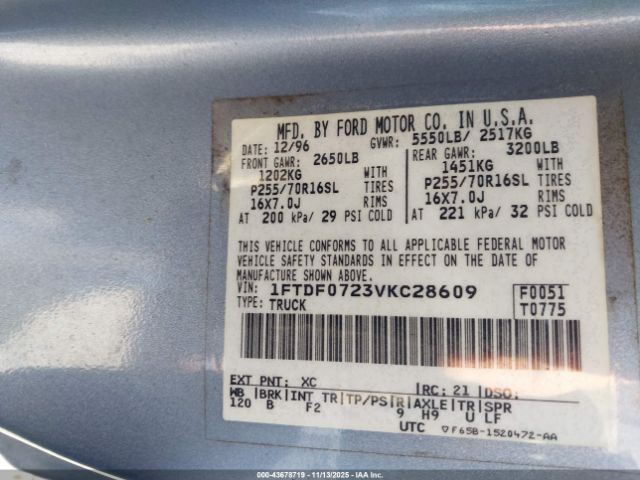 MFD. BY FORD MOTOR CO. IN U.S.A.
DATE: 12/96 GVWR: 5550LB/ 2517KG
FRONT GAWR: 2650LB REAR GAWR: 3200LB
1202KG WITH 1451KG WITH
P255/70R16SL TIRES P255/70R16SL TIRES
16X7.0J RIMS 16X7.0J RIMS
AT 200 kPa/ 29 PSI COLD AT 221 kPa/ 32 PSI COLD
THIS VEHICLE CONFORMS TO ALL APPLICABLE FEDERAL MOTOR
VEHICLE SAFETY STANDARDS IN EFFECT ON THE DATE OF
MANUFACTURE SHOWN ABOVE.
VIN: 1FTDF0723VKC28609 F0051
TYPE: TRUCK T0775
EXT PNT: XC RC: 21 DSO:
WB BRK INT TR TP/PS R AXLE TR SPR
120 B F2 9 H9 U LF
UTC ▽F65B-1520472-AA
00-43678719 | 11/13/2025 - IAAI.COM